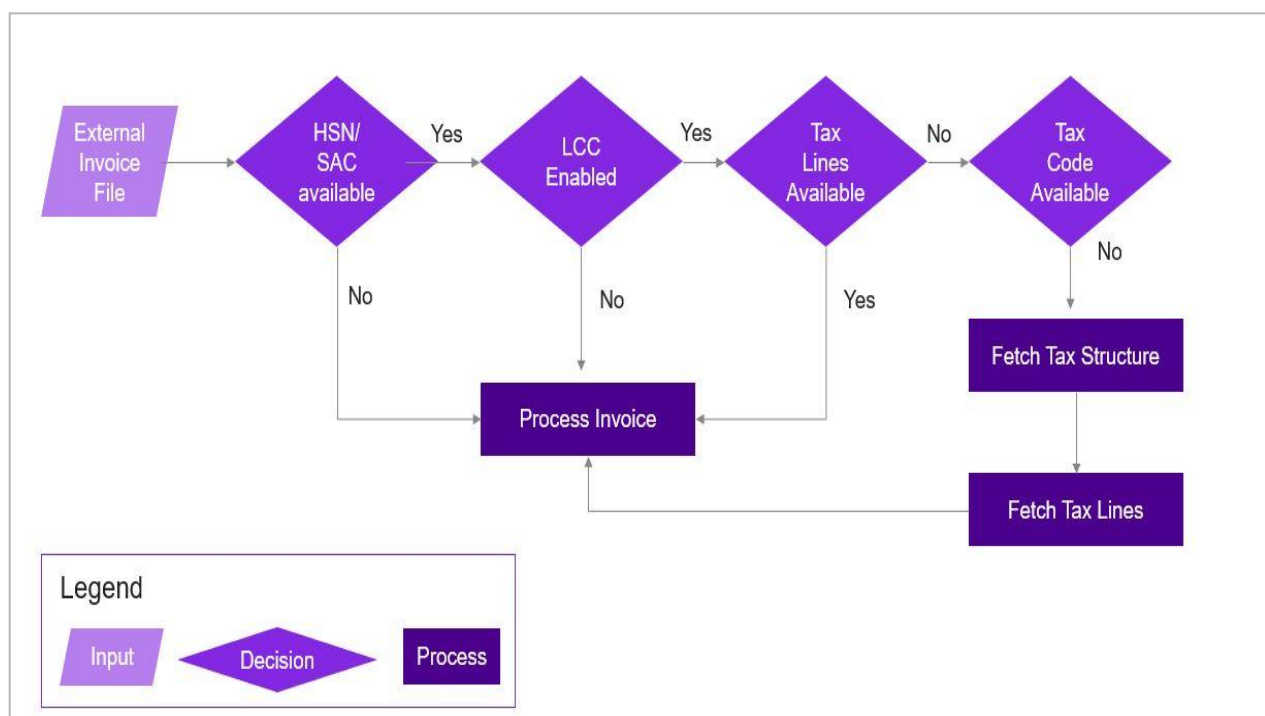 External
Invoice
File
HSN/
SAC
available
Yes
LCC
Enabled
Yes
Tax
Lines
Available
No
Tax
Code
Available
No
No
Yes
No
Fetch Tax Structure
Process Invoice
Fetch Tax Lines
Legend
Input
Decision
Process